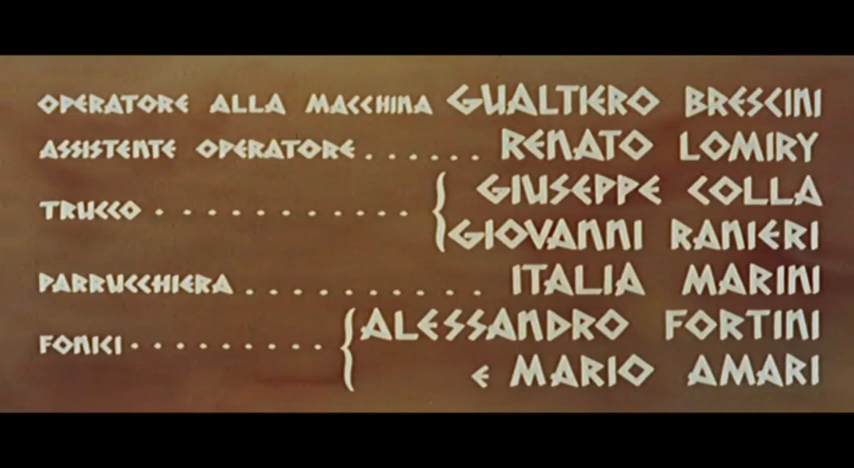 OPERATORE ALLA MACCHINA GUALTIERO BRESCINI
ASSISTENTE OPERATORE...... RENATO LOMIRY
TRUCCO............ { GIUSEPPE COLLA
GIOVANNI RANIERI
PARRUCCHIERA.......... ITALIA MARINI
FONICI......... { ALESSANDRO FORTINI
E MARIO AMARI